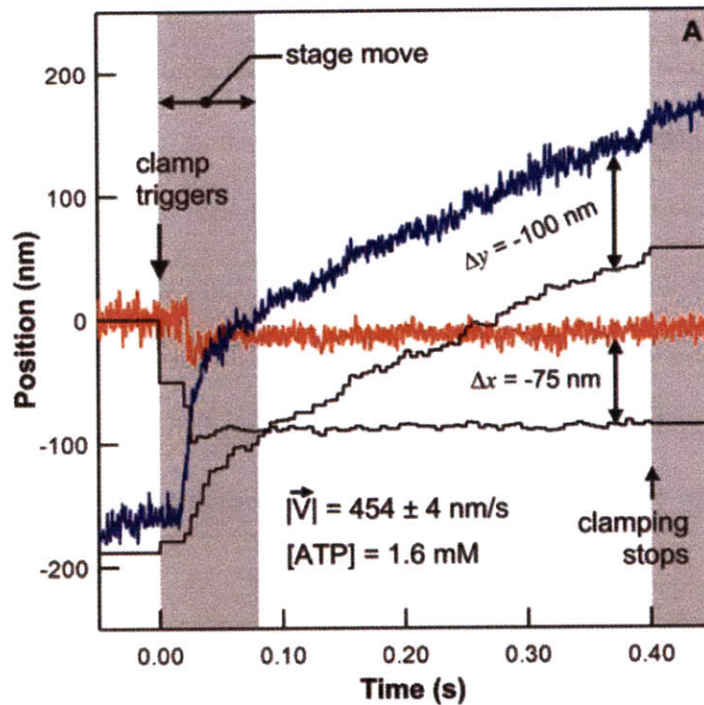 A
stage move
clamp
triggers
Δy = -100 nm
Δx = -75 nm
|V| = 454 ± 4 nm/s
[ATP] = 1.6 mM
clamping
stops
Position (nm)
200
100
0
-100
-200
0.00 0.10 0.20 0.30 0.40
Time (s)